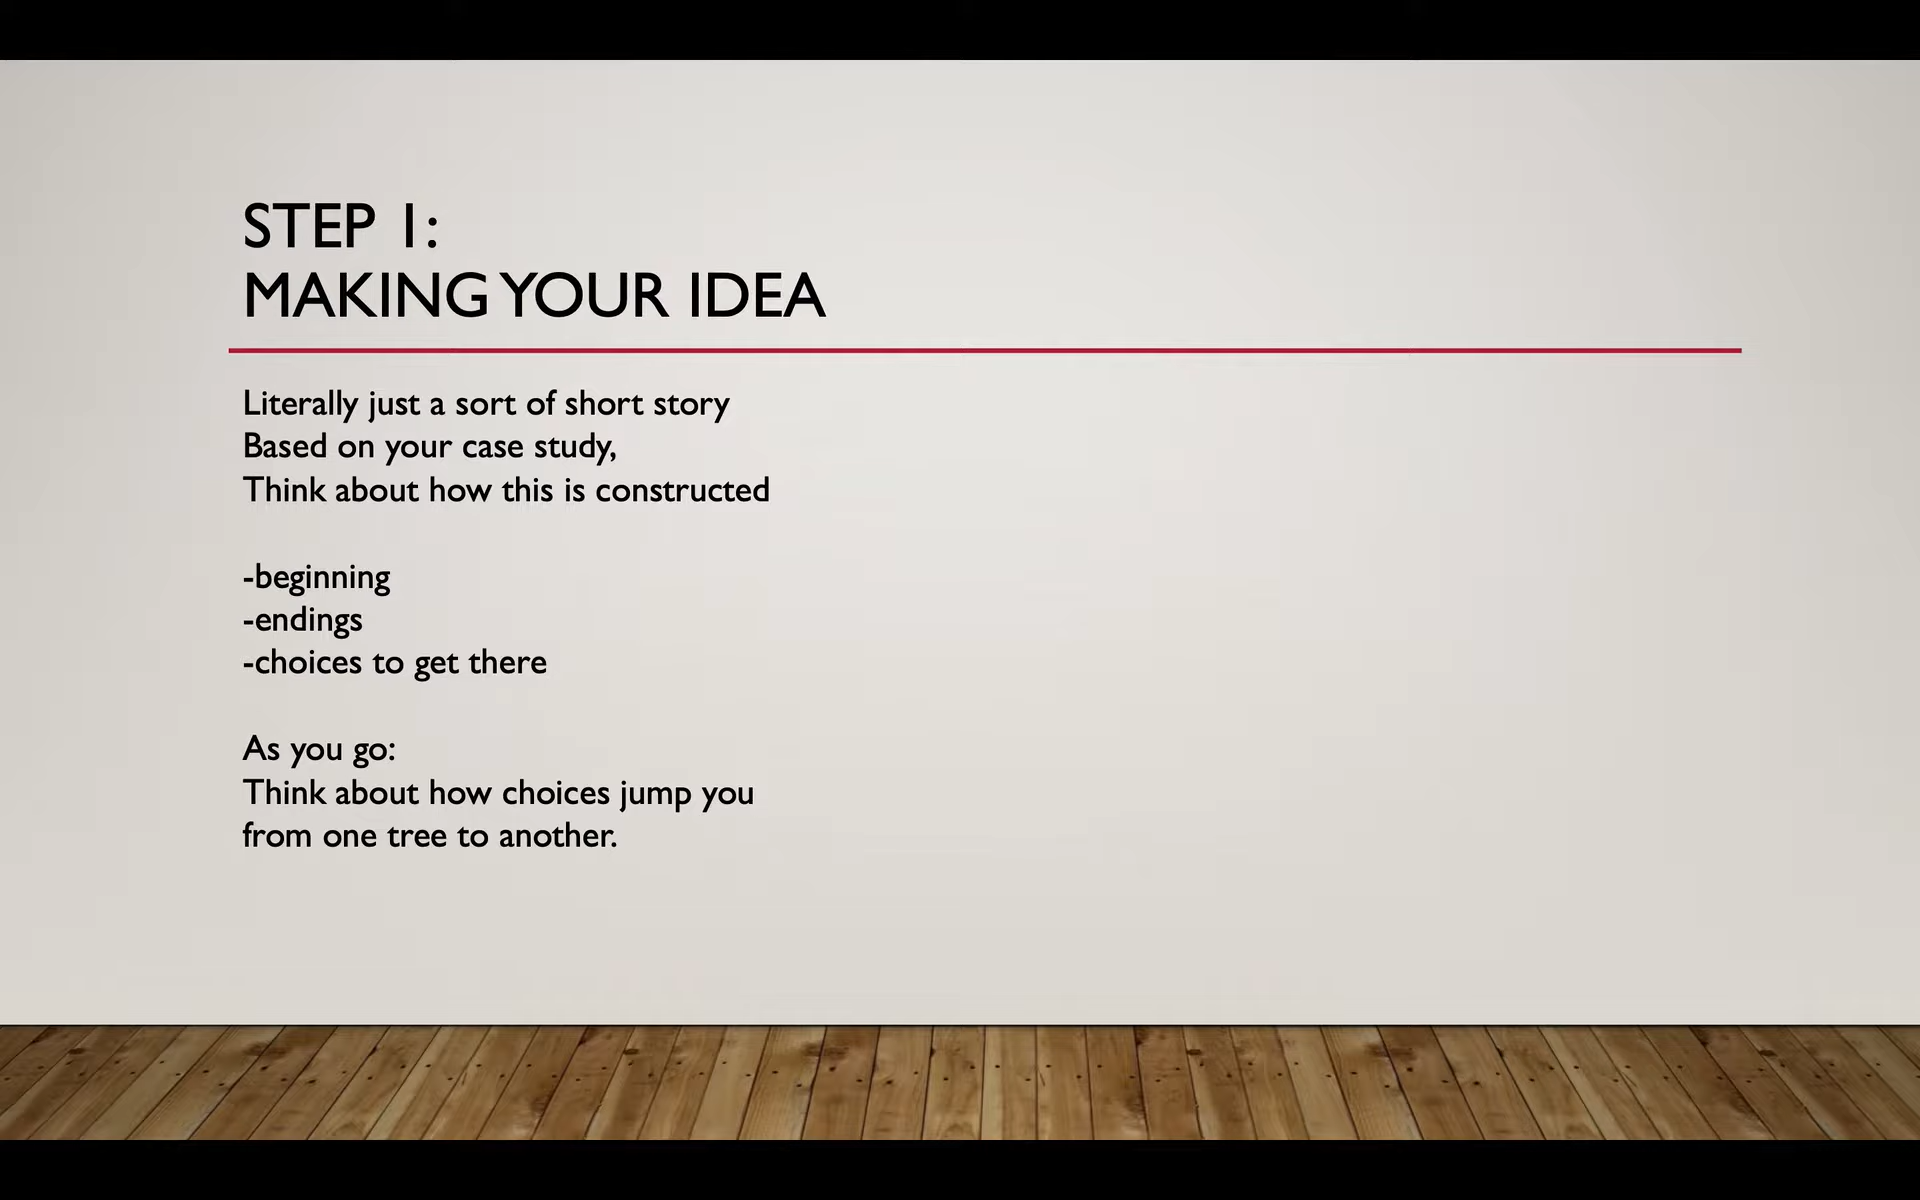 STEP 1:
MAKING YOUR IDEA
Literally just a sort of short story
Based on your case study,
Think about how this is constructed
-beginning
-endings
-choices to get there
As you go:
Think about how choices jump you
from one tree to another.